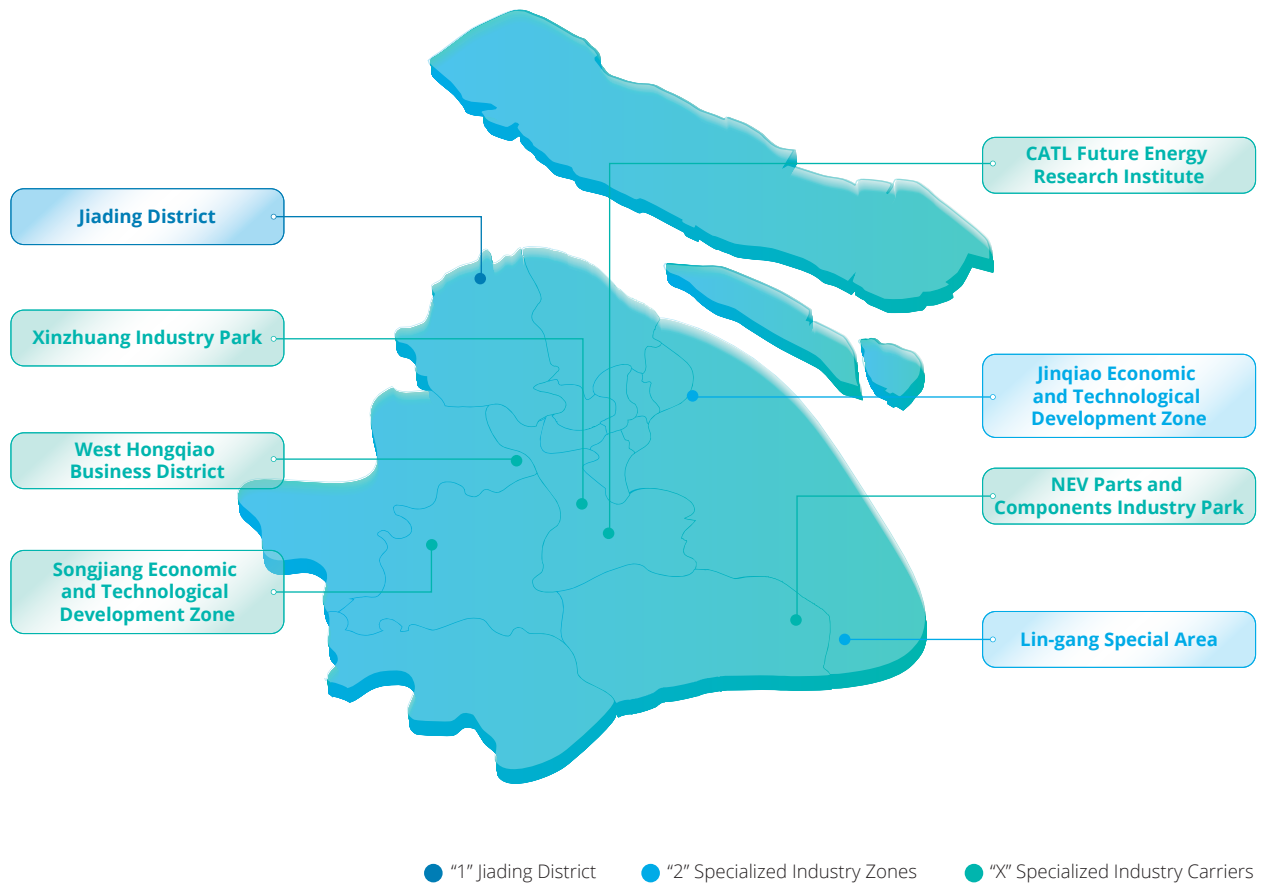 Jiading District
Xinzhuang Industry Park
West Hongqiao
Business District
Songjiang Economic
and Technological
Development Zone
CATL Future Energy
Research Institute
Jinqiao Economic
and Technological
Development Zone
NEV Parts and
Components Industry Park
Lin-gang Special Area
“1” Jiading District
“2” Specialized Industry Zones
“X” Specialized Industry Carriers